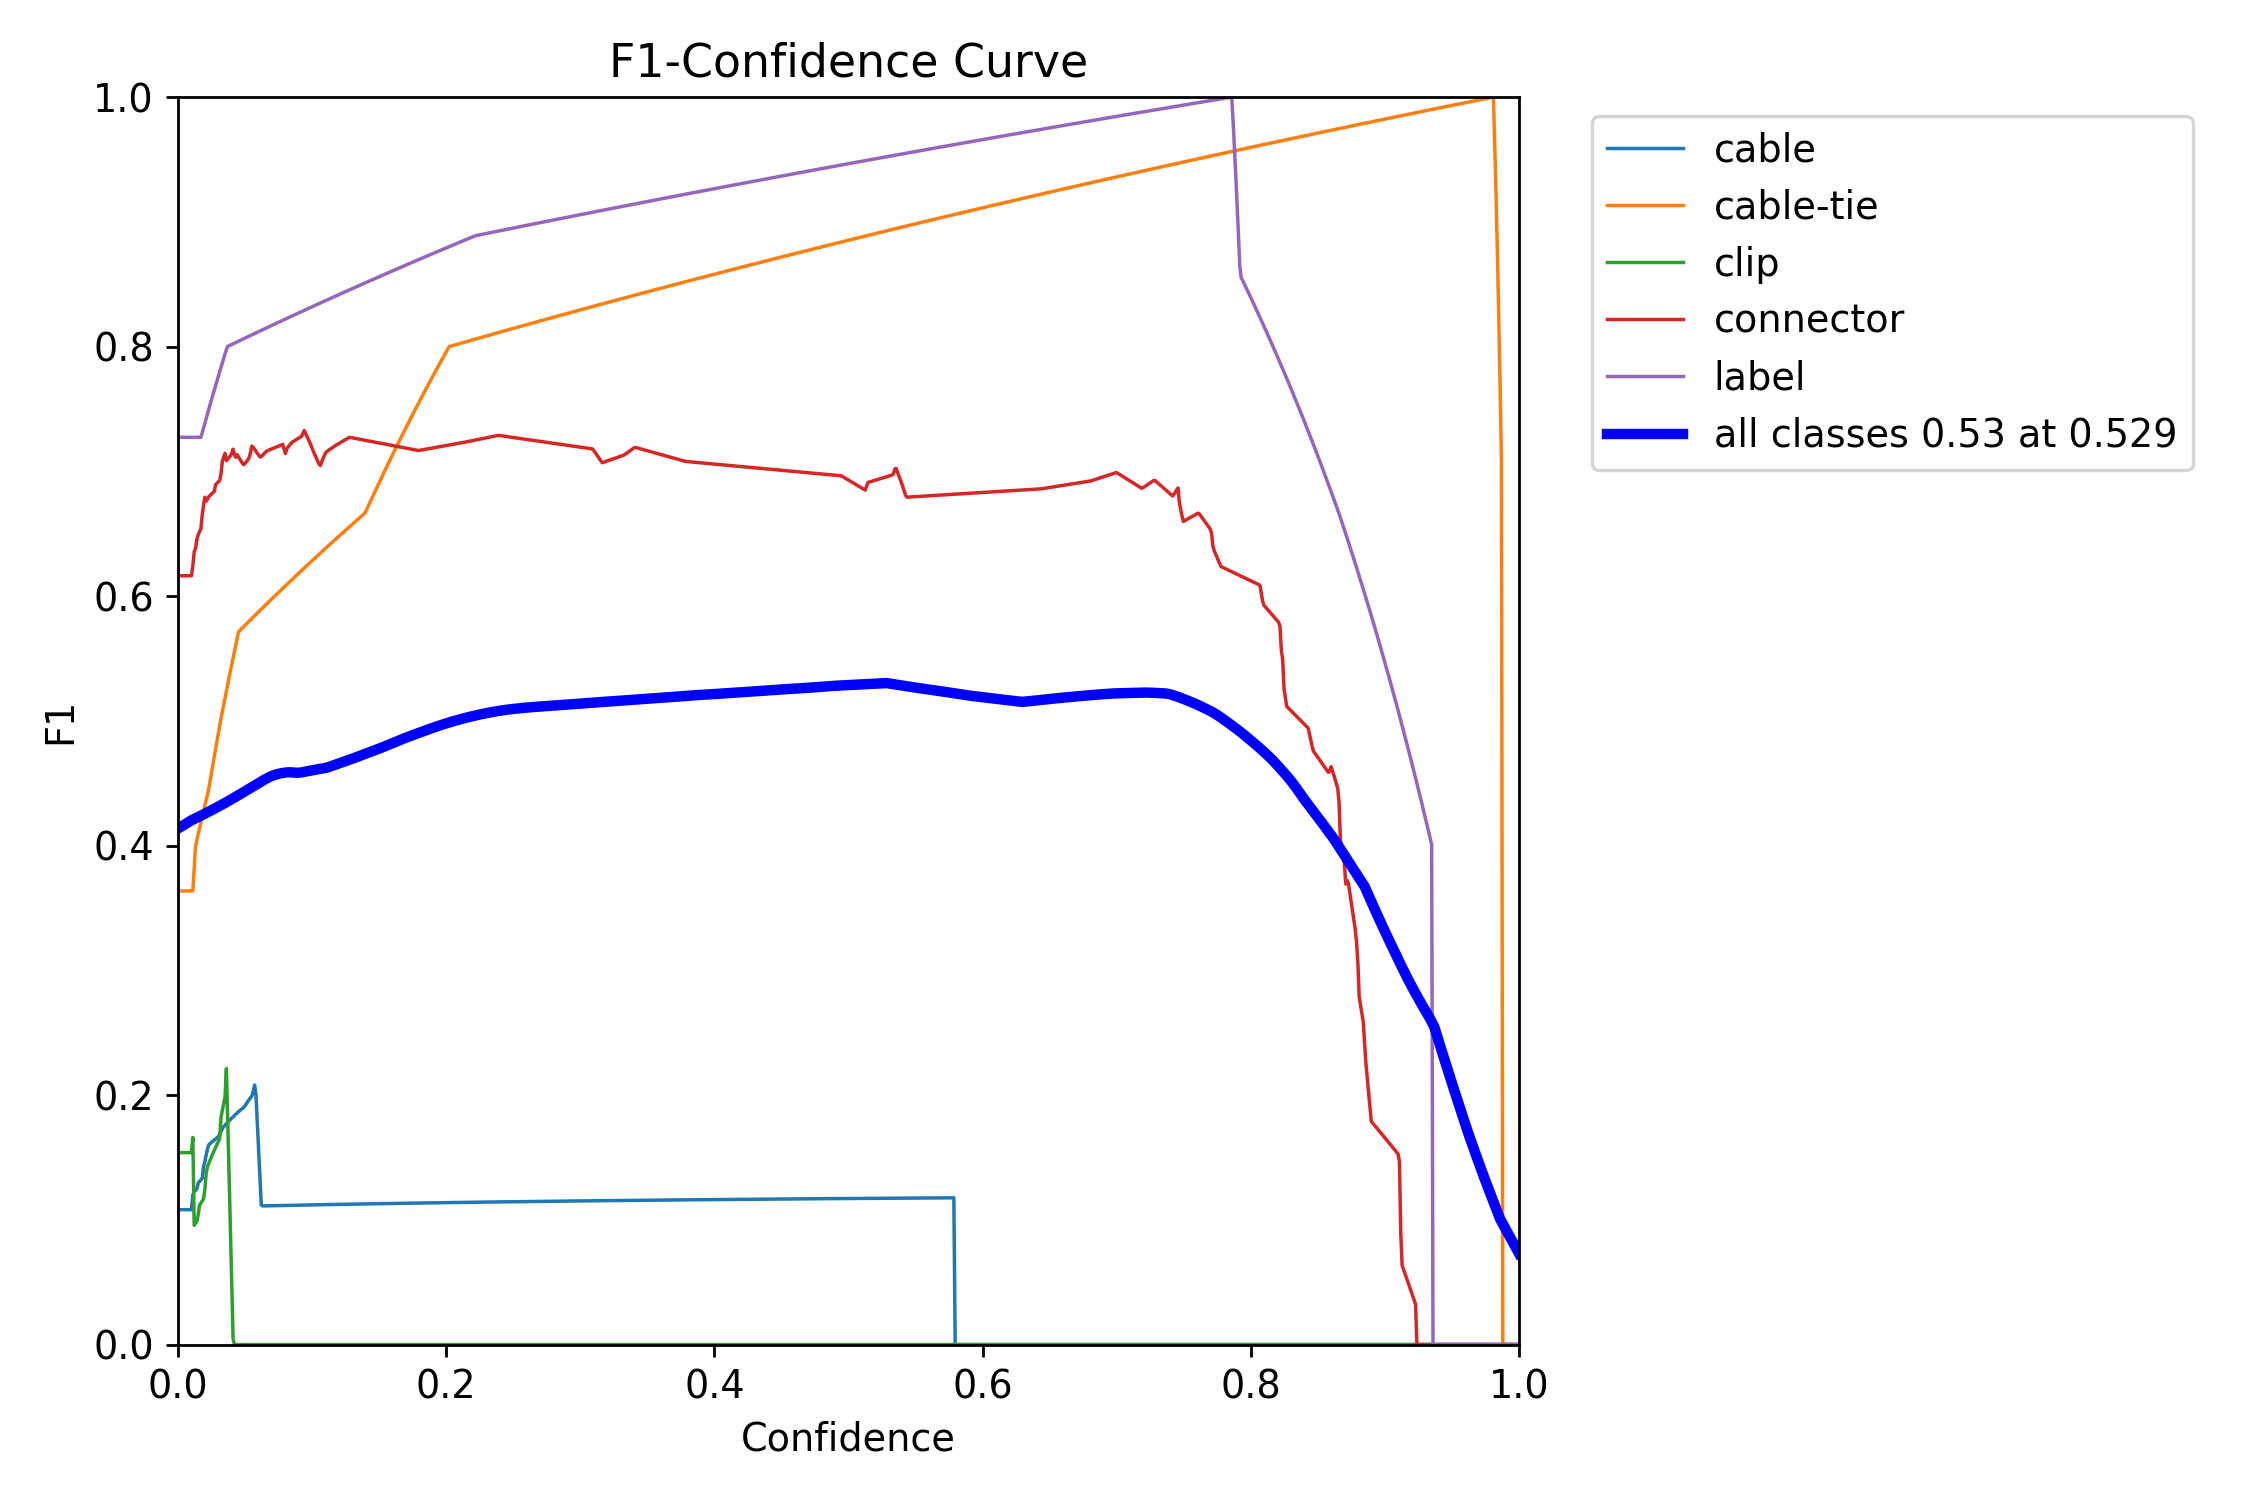 F1-Confidence Curve
1.0
0.8
0.6
0.4
0.2
0.0
F1
0.0 0.2 0.4 0.6 0.8 1.0
Confidence
cable
cable-tie
clip
connector
label
all classes 0.53 at 0.529